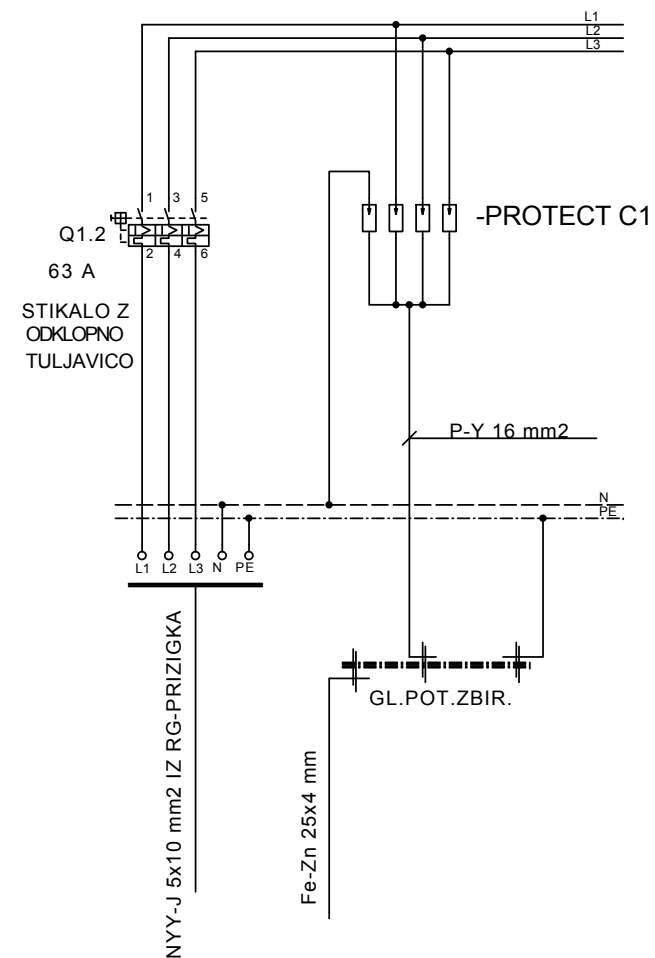 L1
L2
L3
1 3 5
-PROTECT C1
Q1.2
2 4 6
63 A
STIKALO Z
ODKLOPNO
TULJAVICO
P-Y 16 mm2
N
PE
L1 L2 L3 N PE
GL.POT.ZBIR.
NYY-J 5x10 mm2 IZ RG-PRIZIGKA
Fe-Zn 25x4 mm